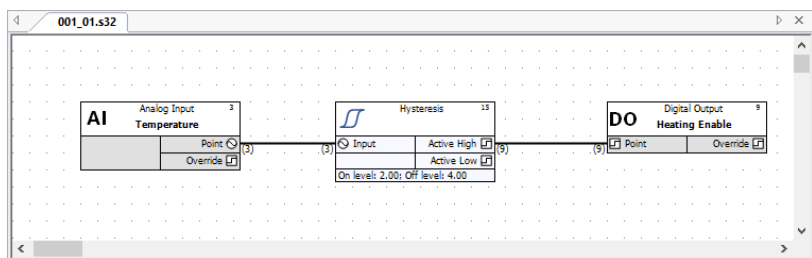 001_01.s32
AI
Analog Input
3
Temperature
Point
(3)
Override
Hysteresis
15
(3)
Input
Active High
(9)
Active Low
On level: 2.00; Off level: 4.00
DO
Digital Output
9
Heating Enable
(9)
Point
Override